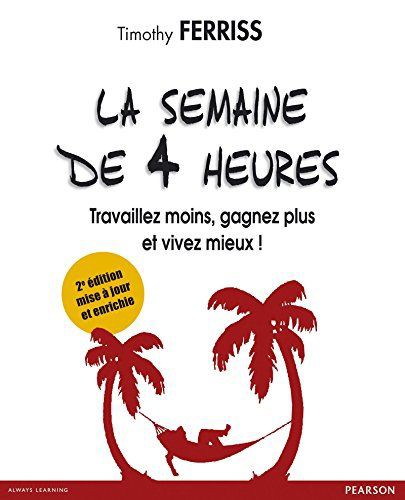 Timothy FERRISS
LA SEMAINE
DE 4 HEURES
Travaillez moins, gagnez plus
et vivez mieux !
2e édition
mise à jour
et enrichie
ALWAYS LEARNING
PEARSON